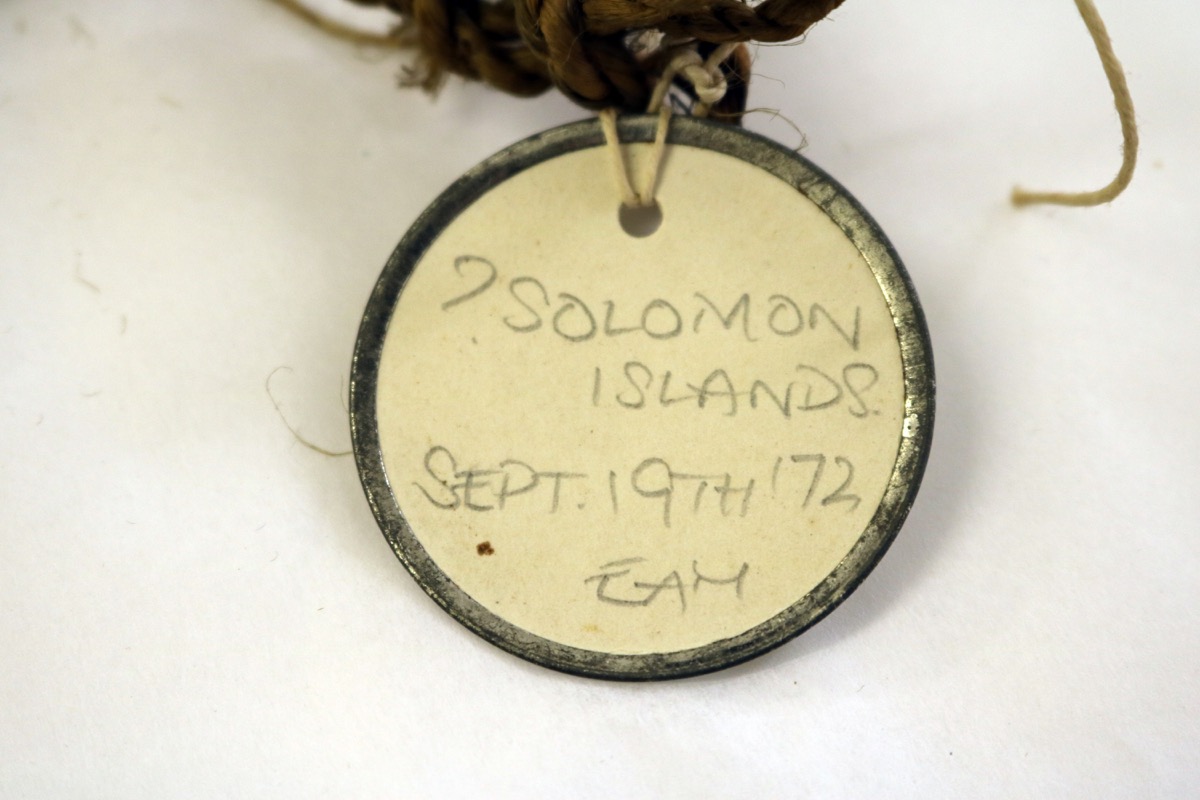 ? SOLOMON
ISLANDS.
SEPT. 19TH '72
EAM